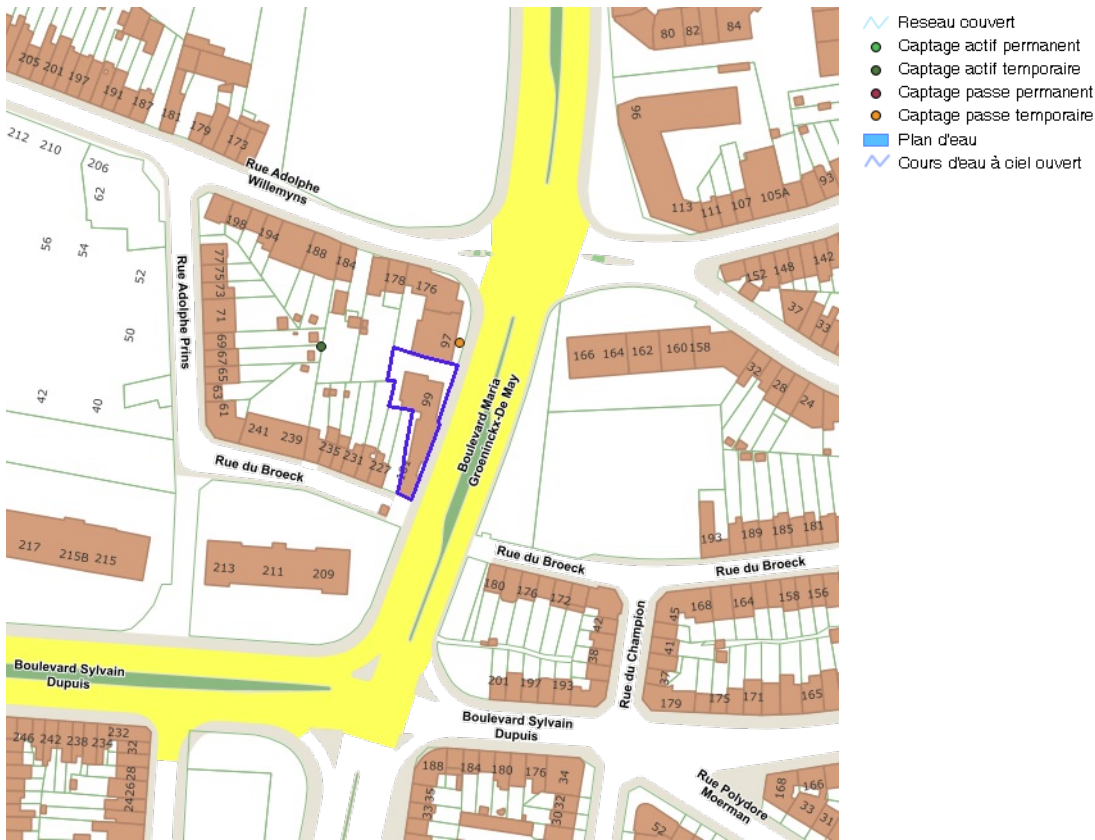 Reseau couvert
Captage actif permanent
Captage actif temporaire
Captage passe permanent
Captage passe temporaire
Plan d'eau
Cours d'eau à ciel ouvert
80 82 84
205 201 197 191 187 181 179 173
96
212 210 206
62
Rue Adolphe
Willemyns
113 111 107 105A 93
198 194 188 184
56 54 52
Rue Adolphe Prins
77 75 73 71 69 67 65 63 61
178 176
152 148 142
37 33
97
50
166 164 162 160 158
32 28 24
99
42 40
Boulevard Maria
Groeninckx-De May
241 239 235 231 227
Rue du Broeck
193 189 185 181
217 215B 215
213 211 209
Rue du Broeck
Rue du Broeck
180 176 172
42
38
Rue du Champion
45
41
37
168 164 158 156
Boulevard Sylvain
Dupuis
201 197 193
179 175 171 165
Boulevard Sylvain
Dupuis
246 242 238 234 232
32
28
26
24
188 184 180 176 34
35
33
32
30
Rue Polydore
Moerman
168 166
33 31
52